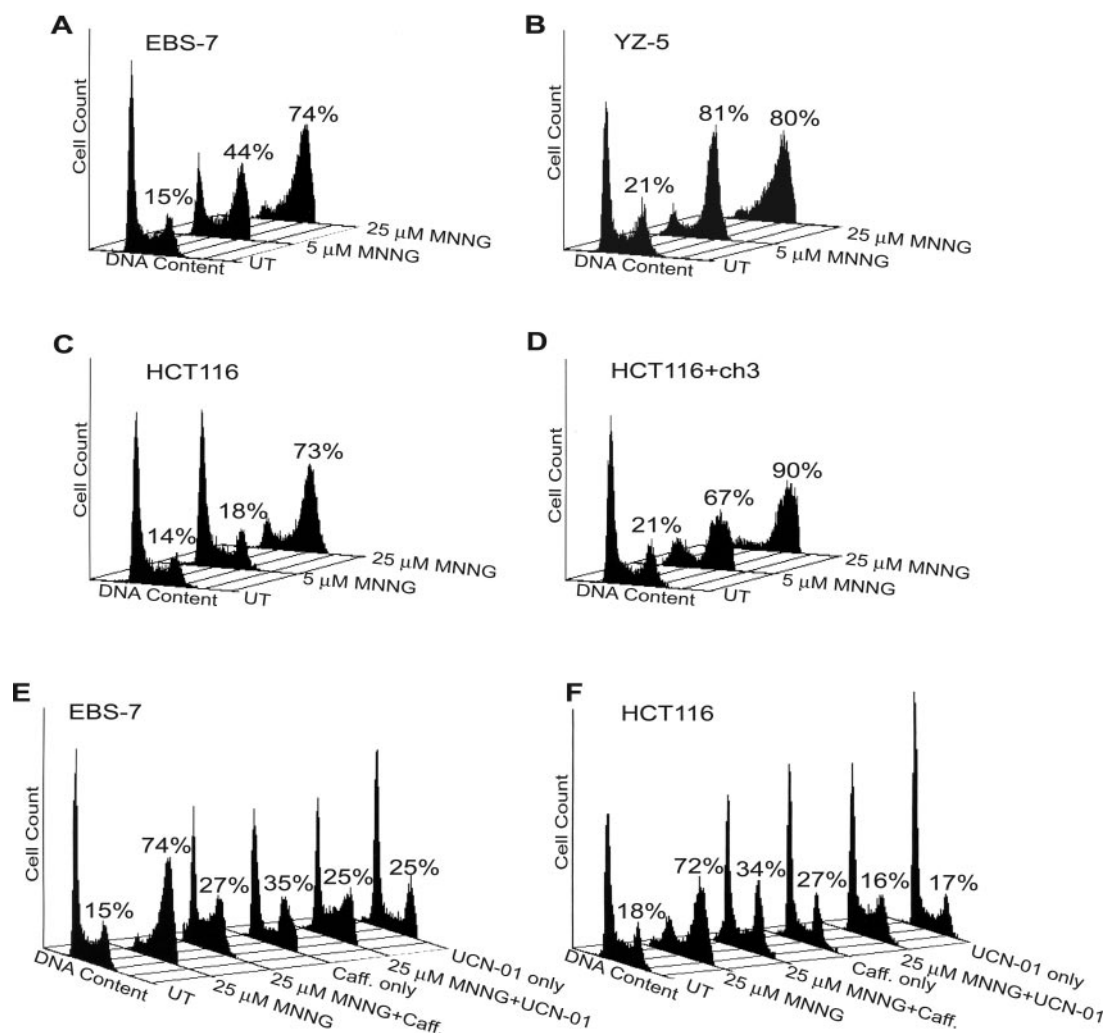 A
EBS-7
Cell Count
15%
44%
74%
DNA Content
UT
5 μM MNNG
25 μM MNNG
B
YZ-5
Cell Count
21%
81%
80%
DNA Content
UT
5 μM MNNG
25 μM MNNG
C
HCT116
Cell Count
14%
18%
73%
DNA Content
UT
5 μM MNNG
25 μM MNNG
D
HCT116+ch3
Cell Count
21%
67%
90%
DNA Content
UT
5 μM MNNG
25 μM MNNG
E
EBS-7
Cell Count
15%
74%
27%
35%
25%
25%
DNA Content
UT
25 μM MNNG
25 μM MNNG+Caff.
Caff. only
25 μM MNNG+UCN-01
UCN-01 only
F
HCT116
Cell Count
18%
72%
34%
27%
16%
17%
DNA Content
UT
25 μM MNNG
25 μM MNNG+Caff.
Caff. only
25 μM MNNG+UCN-01
UCN-01 only